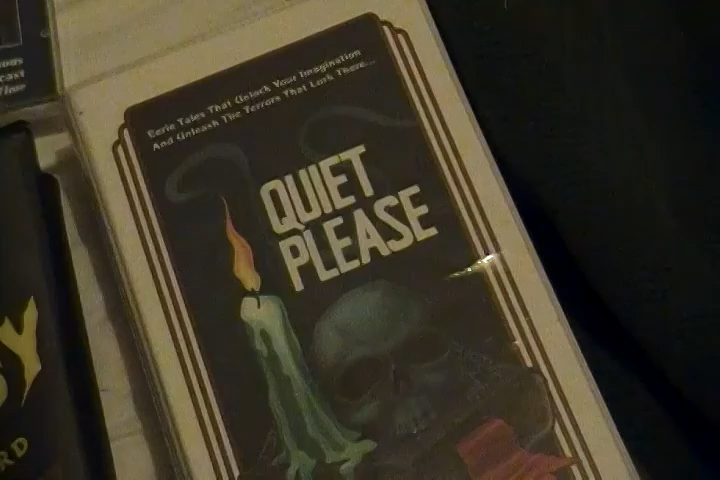 Eerie Tales That Unlock Your Imagination
And Unleash The Terrors That Lurk There...
QUIET
PLEASE